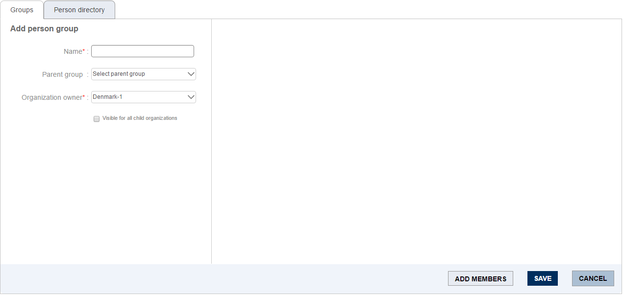 Groups Person directory
Add person group
Name* :
Parent group : Select parent group
Organization owner* : Denmark-1
Visible for all child organizations
ADD MEMBERS SAVE CANCEL